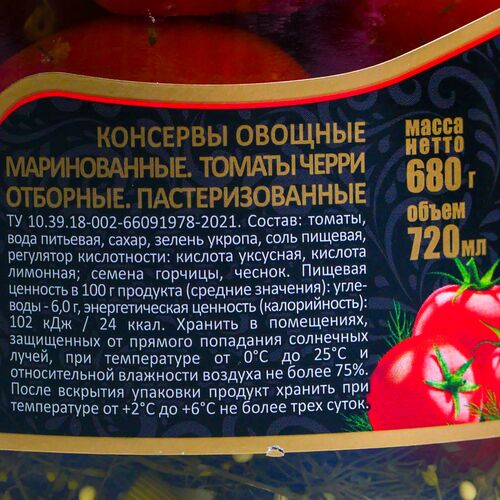 КОНСЕРВЫ ОВОЩНЫЕ
МАРИНОВАННЫЕ. ТОМАТЫ ЧЕРРИ
ОТБОРНЫЕ. ПАСТЕРИЗОВАННЫЕ
ТУ 10.39.18-002-66091978-2021. Состав: томаты,
вода питьевая, сахар, зелень укропа, соль пищевая,
регулятор кислотности: кислота уксусная, кислота
лимонная; семена горчицы, чеснок. Пищевая
ценность в 100 г продукта (средние значения): угле-
воды - 6,0 г, энергетическая ценность (калорийность):
102 кДж / 24 ккал. Хранить в помещениях,
защищенных от прямого попадания солнечных
лучей, при температуре от 0°С до 25°С и
относительной влажности воздуха не более 75%.
После вскрытия упаковки продукт хранить при
температуре от +2°С до +6°С не более трех суток.
масса
нетто
680 г
объем
720 мл